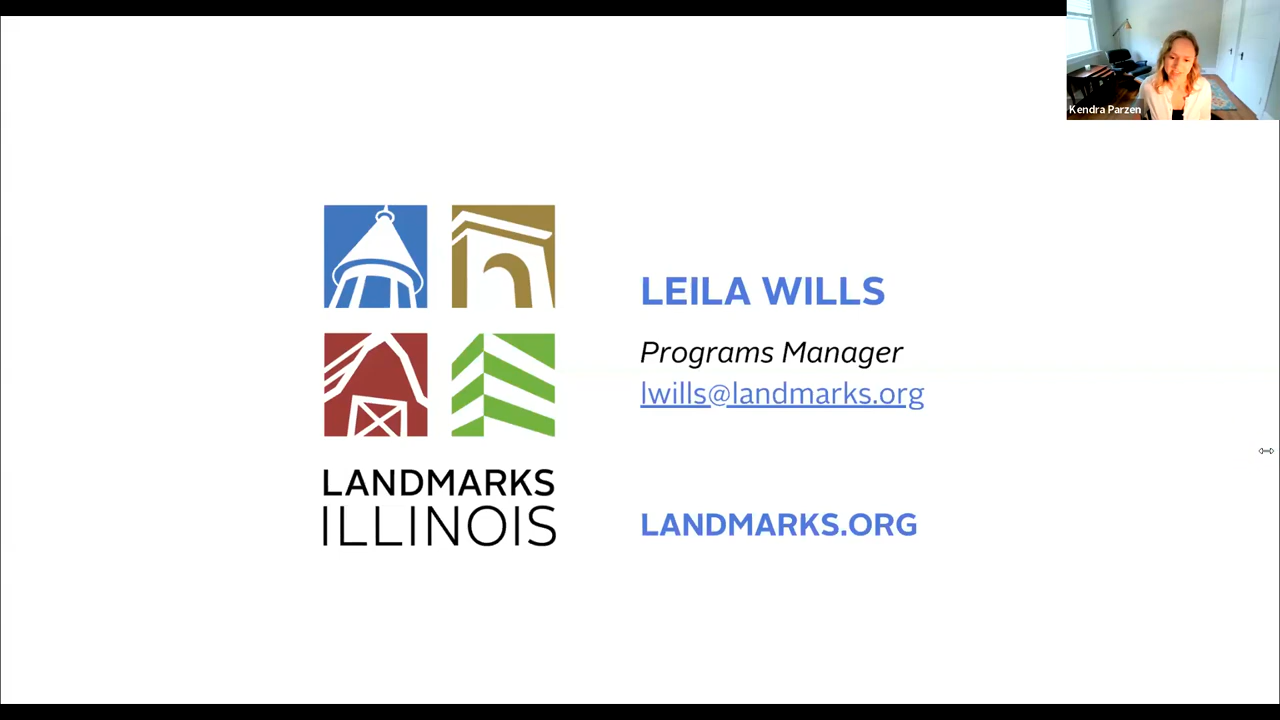 Kendra Parzen
LEILA WILLS
Programs Manager
lwills@landmarks.org
LANDMARKS
ILLINOIS
LANDMARKS.ORG